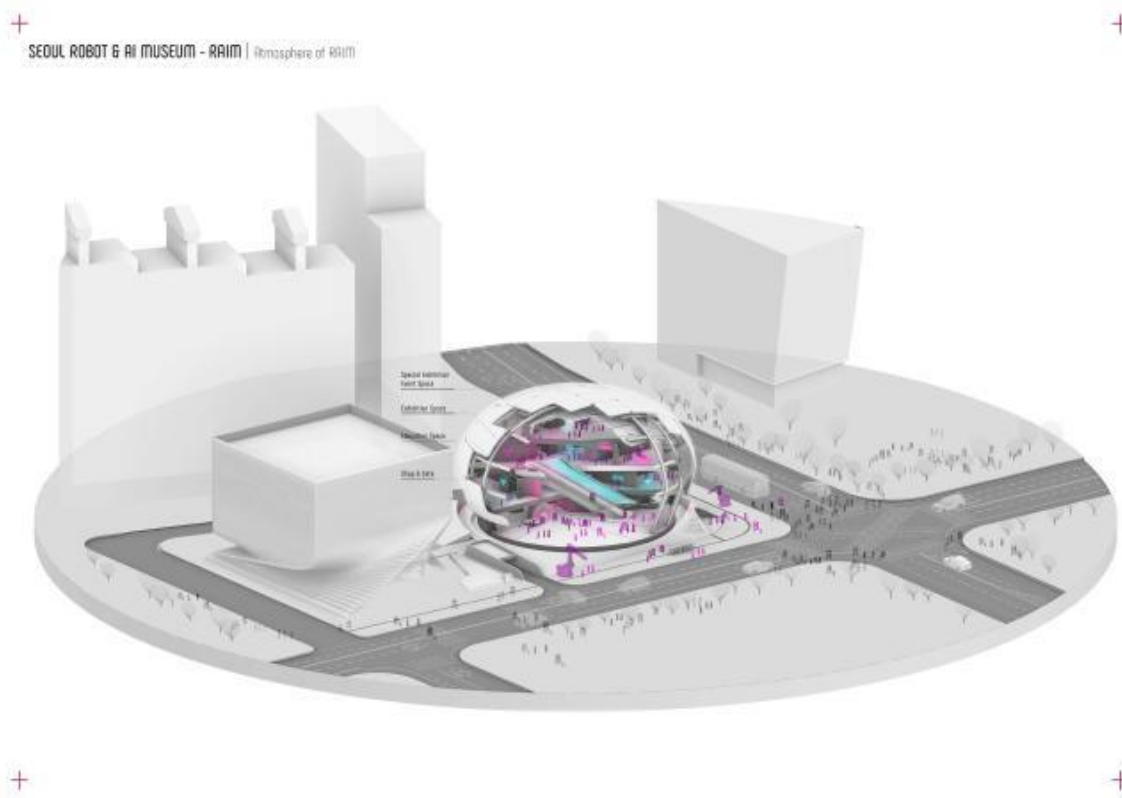 SEOUL ROBOT & AI MUSEUM - RAIM | Atmosphere of RAIM
Special Exhibition
Event Space
Exhibition Space
Education Space
Shop & Cafe